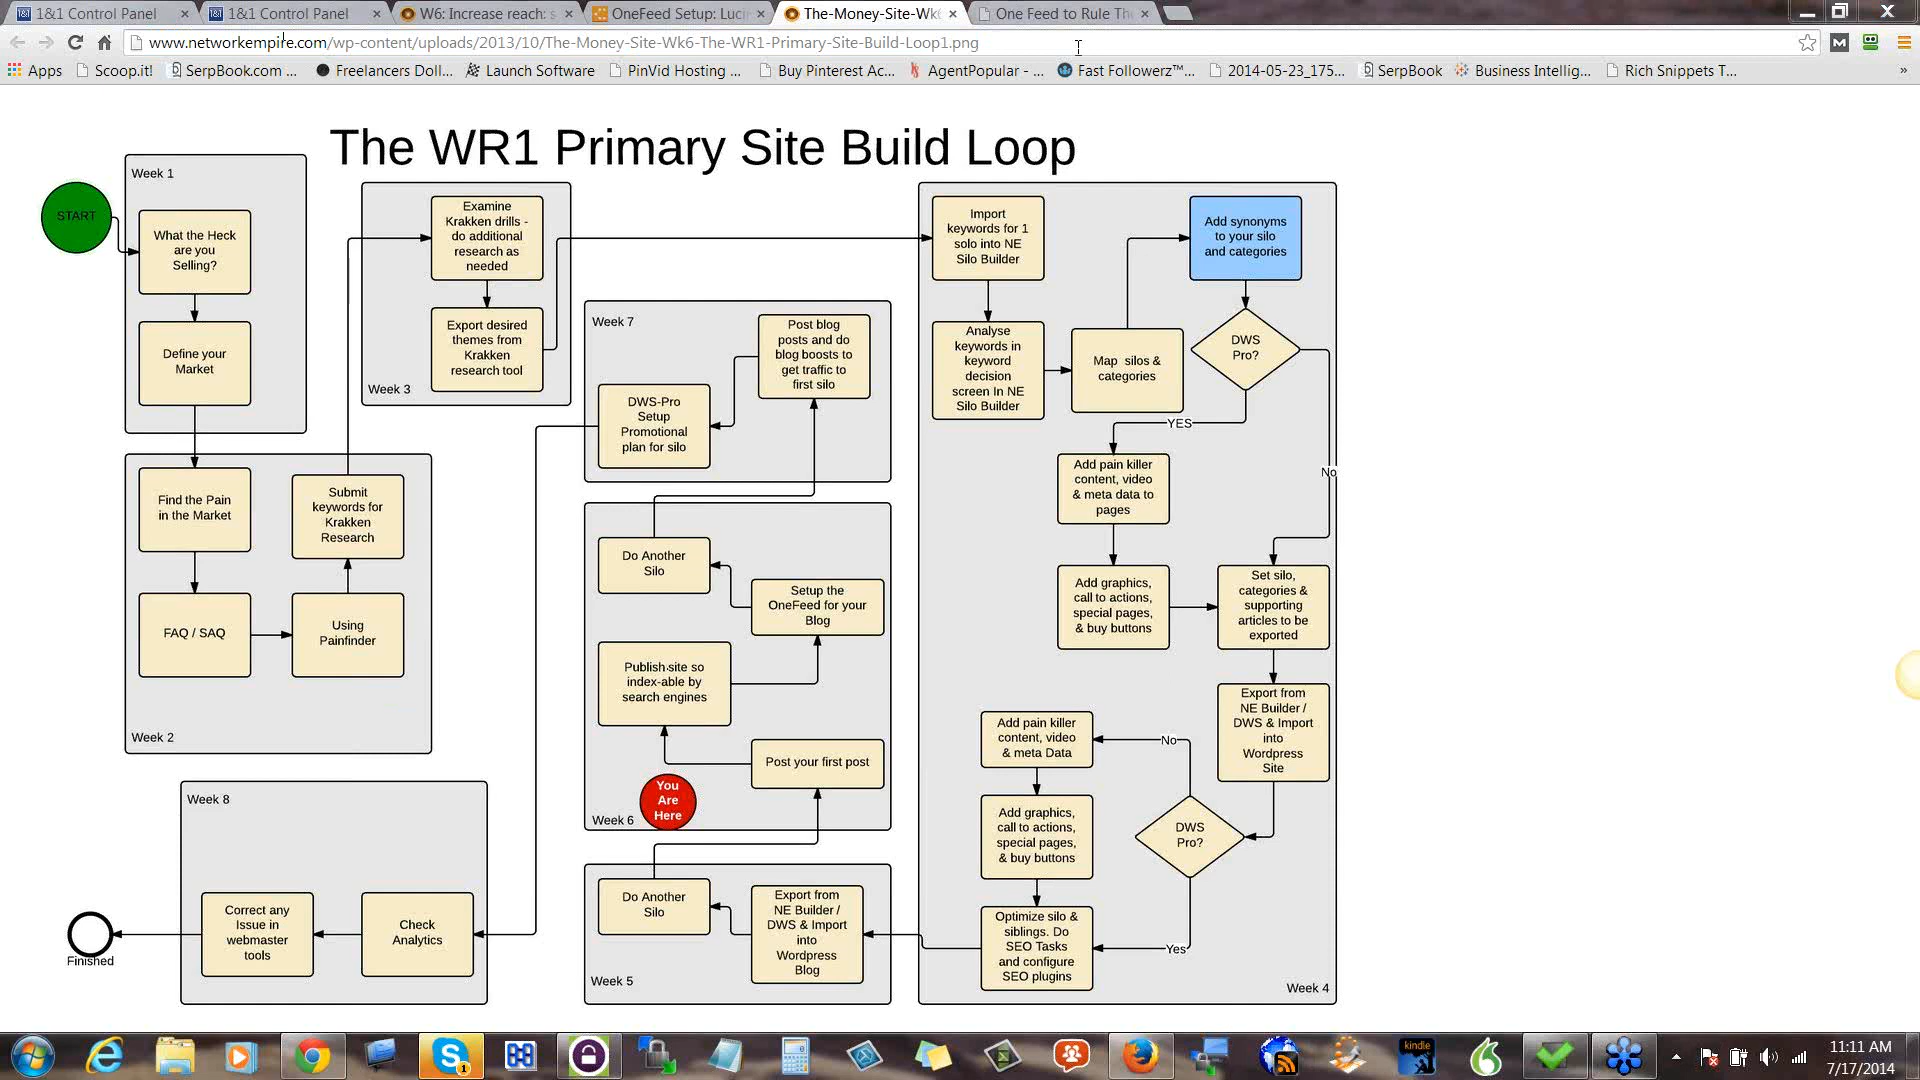 1&1 Control Panel
1&1 Control Panel
W6: Increase reach: s
OneFeed Setup: Luci
The-Money-Site-Wk6
One Feed to Rule Th
www.networkempire.com/wp-content/uploads/2013/10/The-Money-Site-Wk6-The-WR1-Primary-Site-Build-Loop1.png
Apps
Scoop.it!
SerpBook.com ...
Freelancers Doll...
Launch Software
PinVid Hosting ...
Buy Pinterest Ac...
AgentPopular - ...
Fast Followerz™...
2014-05-23_175...
SerpBook
Business Intellig...
Rich Snippets T...
»
The WR1 Primary Site Build Loop
START
Week 1
What the Heck
are you
Selling?
Define your
Market
Find the Pain
in the Market
FAQ / SAQ
Using
Painfinder
Submit
keywords for
Krakken
Research
Week 2
Examine
Krakken drills -
do additional
research as
needed
Export desired
themes from
Krakken
research tool
Week 3
Import
keywords for 1
solo into NE
Silo Builder
Analyse
keywords in
keyword
decision
screen In NE
Silo Builder
Map silos &
categories
Add synonyms
to your silo
and categories
DWS
Pro?
YES
No
Add pain killer
content, video
& meta data to
pages
Add graphics,
call to actions,
special pages,
& buy buttons
Set silo,
categories &
supporting
articles to be
exported
Export from
NE Builder /
DWS & Import
into
Wordpress
Site
DWS
Pro?
No
Yes
Add pain killer
content, video
& meta Data
Add graphics,
call to actions,
special pages,
& buy buttons
Optimize silo &
siblings. Do
SEO Tasks
and configure
SEO plugins
Week 4
Export from
NE Builder /
DWS & Import
into
Wordpress
Blog
Do Another
Silo
Week 5
Post your first post
You
Are
Here
Publish site so
index-able by
search engines
Setup the
OneFeed for your
Blog
Do Another
Silo
Week 6
Week 7
Post blog
posts and do
blog boosts to
get traffic to
first silo
DWS-Pro
Setup
Promotional
plan for silo
Week 8
Check
Analytics
Correct any
Issue in
webmaster
tools
Finished
kindle
11:11 AM
7/17/2014